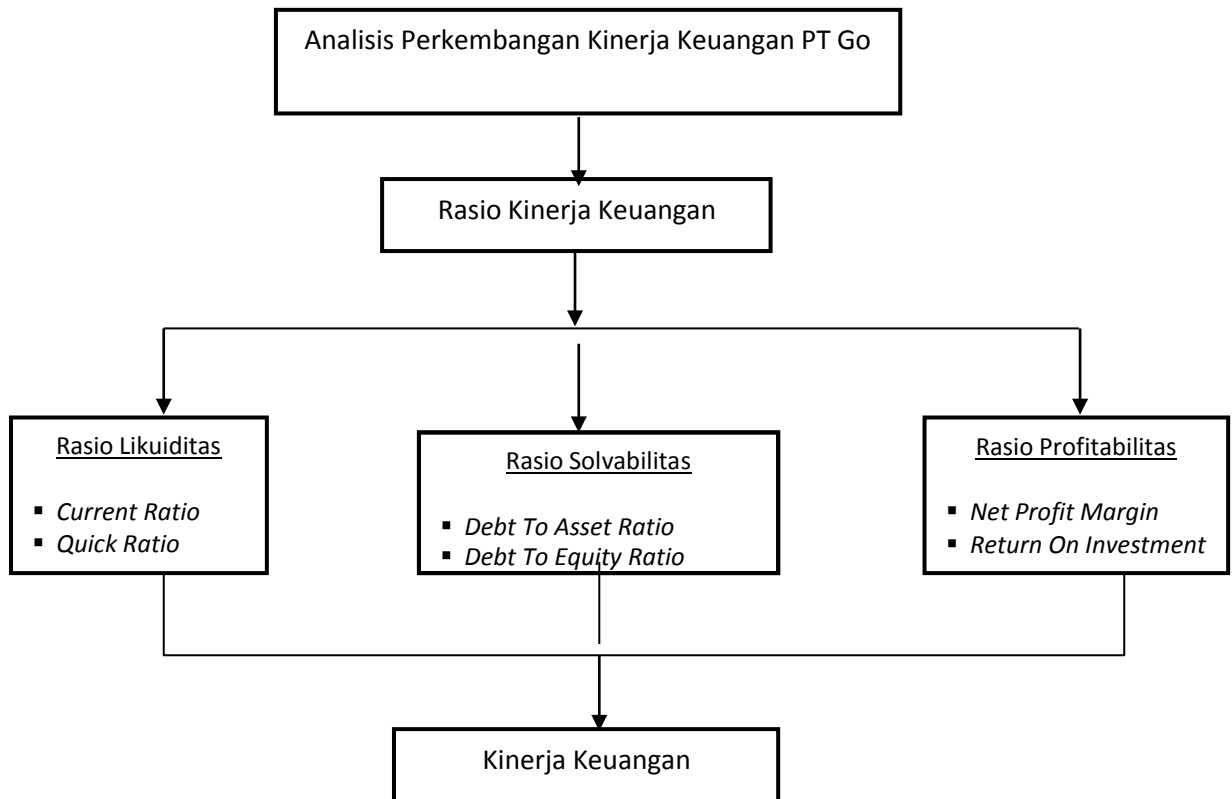 Analisis Perkembangan Kinerja Keuangan PT Go
Rasio Kinerja Keuangan
Rasio Likuiditas
▪ Current Ratio
▪ Quick Ratio
Rasio Solvabilitas
▪ Debt To Asset Ratio
▪ Debt To Equity Ratio
Rasio Profitabilitas
▪ Net Profit Margin
▪ Return On Investment
Kinerja Keuangan